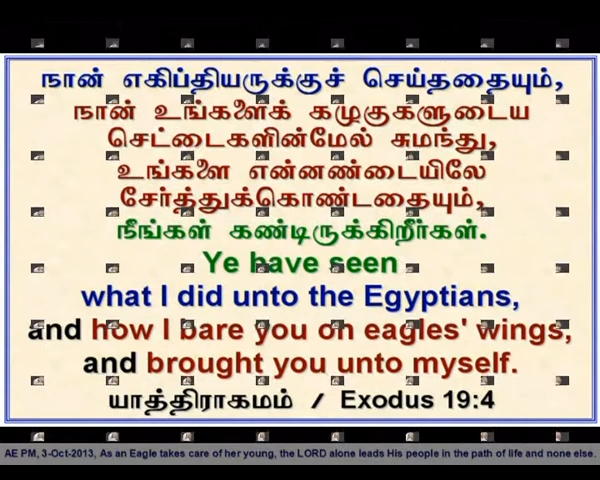 நான் எகிப்தியருக்குச் செய்ததையும்,
நான் உங்களைக் கழுகுகளுடைய
செட்டைகளின்மேல் சுமந்து,
உங்களை என்னண்டையிலே
சேர்த்துக்கொண்டதையும்,
நீங்கள் கண்டிருக்கிறீர்கள்.
Ye have seen
what I did unto the Egyptians,
and how I bare you on eagles' wings,
and brought you unto myself.
யாத்திராகமம் / Exodus 19:4
AE PM, 3-Oct-2013, As an Eagle takes care of her young, the LORD alone leads His people in the path of life and none else.